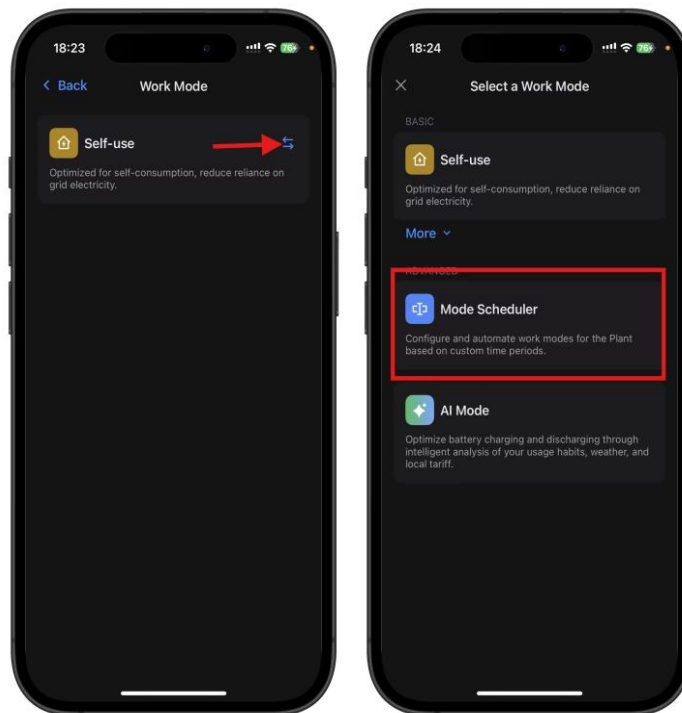 18:23
76
Back
Work Mode
Self-use
Optimized for self-consumption, reduce reliance on
grid electricity.
18:24
76
Select a Work Mode
BASIC
Self-use
Optimized for self-consumption, reduce reliance on
grid electricity.
More
ADVANCED
Mode Scheduler
Configure and automate work modes for the Plant
based on custom time periods.
AI Mode
Optimize battery charging and discharging through
intelligent analysis of your usage habits, weather, and
local tariff.